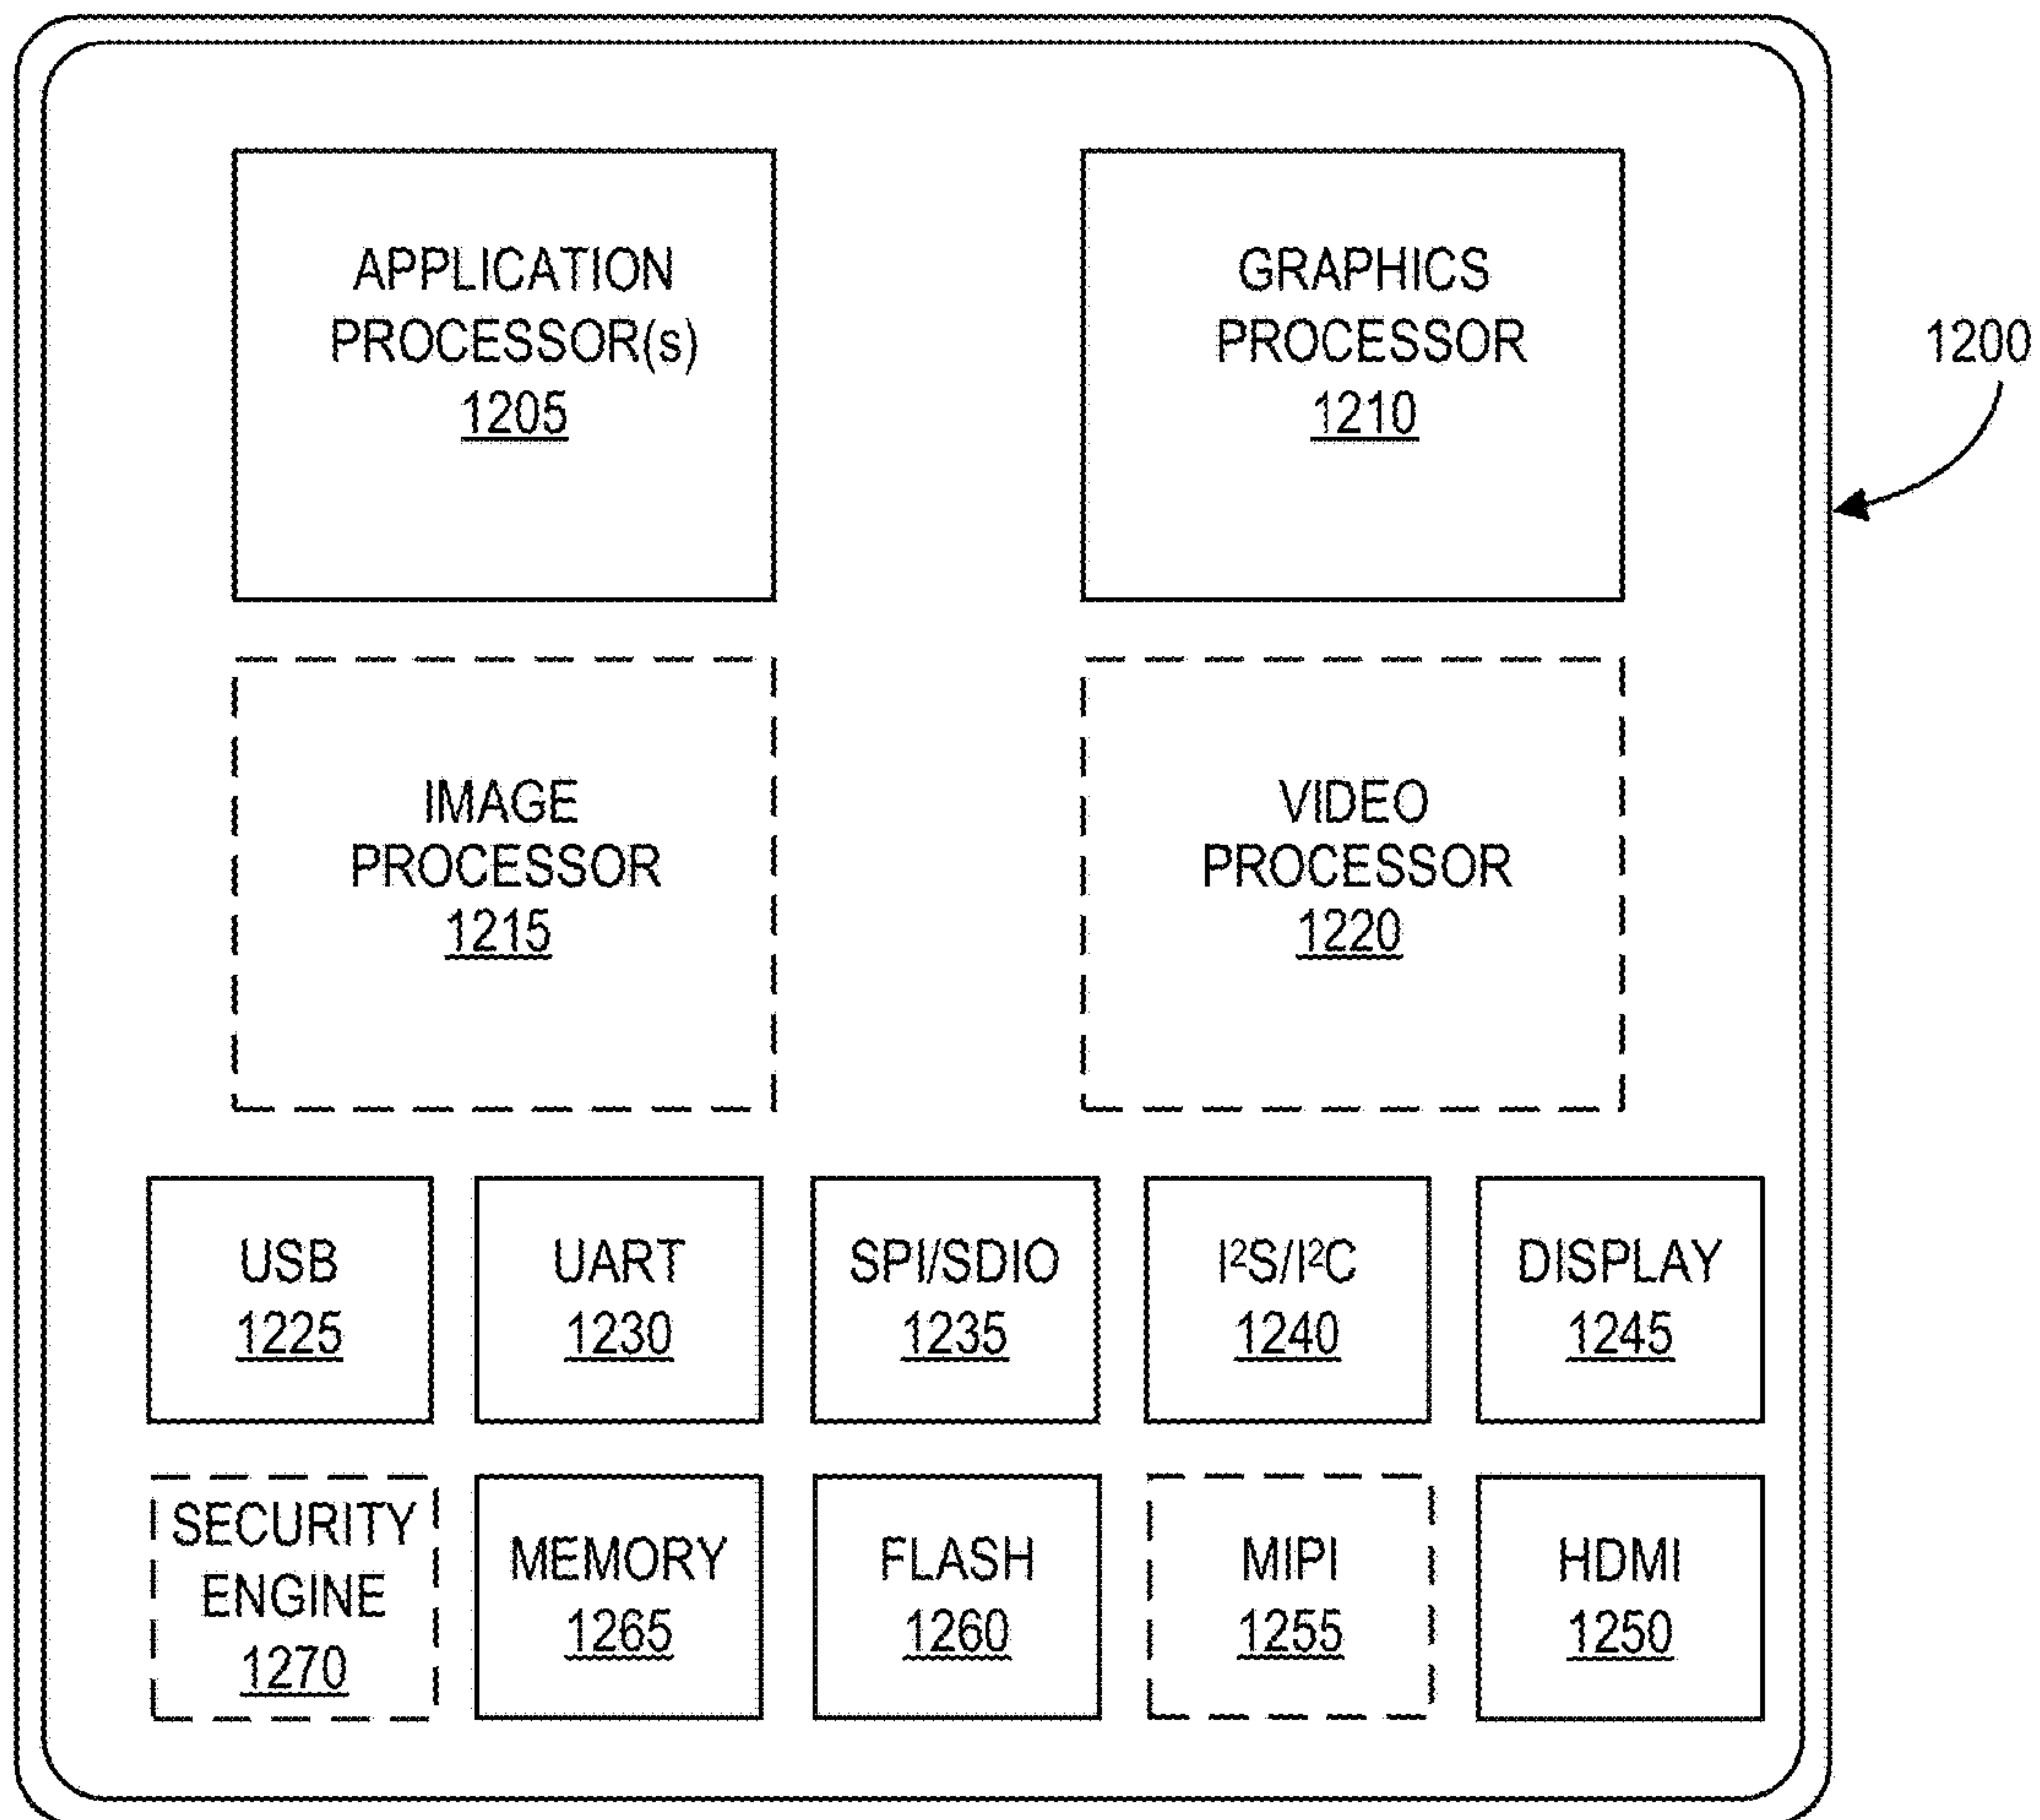 APPLICATION
PROCESSOR(s)
1205
GRAPHICS
PROCESSOR
1210
1200
IMAGE
PROCESSOR
1215
VIDEO
PROCESSOR
1220
USB
1225
UART
1230
SPI/SDIO
1235
I²S/I²C
1240
DISPLAY
1245
SECURITY
ENGINE
1270
MEMORY
1265
FLASH
1260
MIPI
1255
HDMI
1250